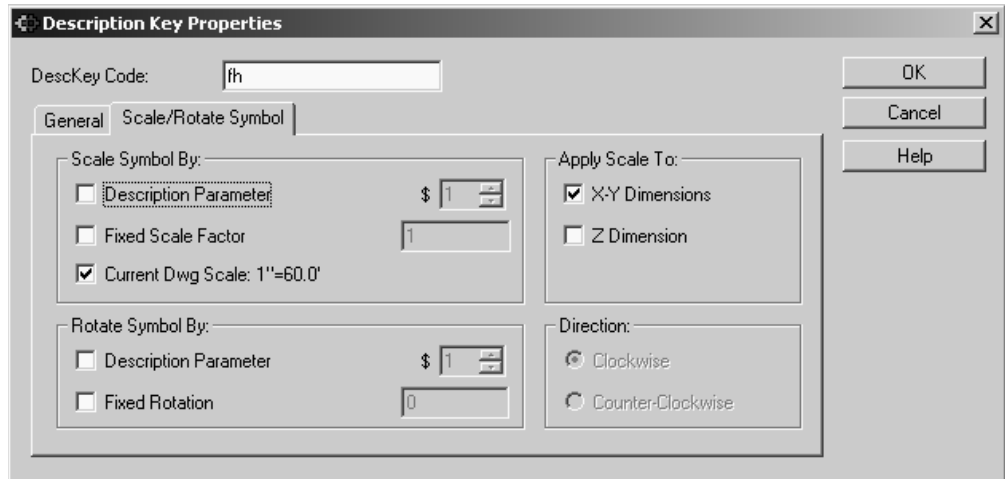 Description Key Properties
DescKey Code: fh
OK
General Scale/Rotate Symbol
Cancel
Help
Scale Symbol By:
Description Parameter $ 1
Fixed Scale Factor 1
Current Dwg Scale: 1"=60.0'
Apply Scale To:
X-Y Dimensions
Z Dimension
Rotate Symbol By:
Description Parameter $ 1
Fixed Rotation 0
Direction:
Clockwise
Counter-Clockwise